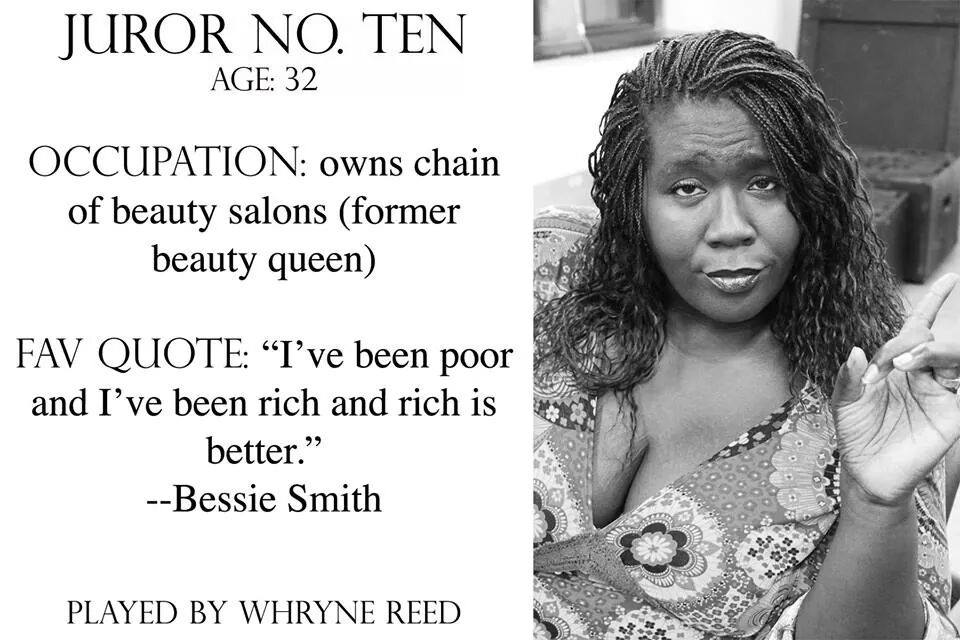 JUROR NO. TEN
AGE: 32
OCCUPATION: owns chain
of beauty salons (former
beauty queen)
FAV QUOTE: “I’ve been poor
and I’ve been rich and rich is
better.”
--Bessie Smith
PLAYED BY WHRYNE REED